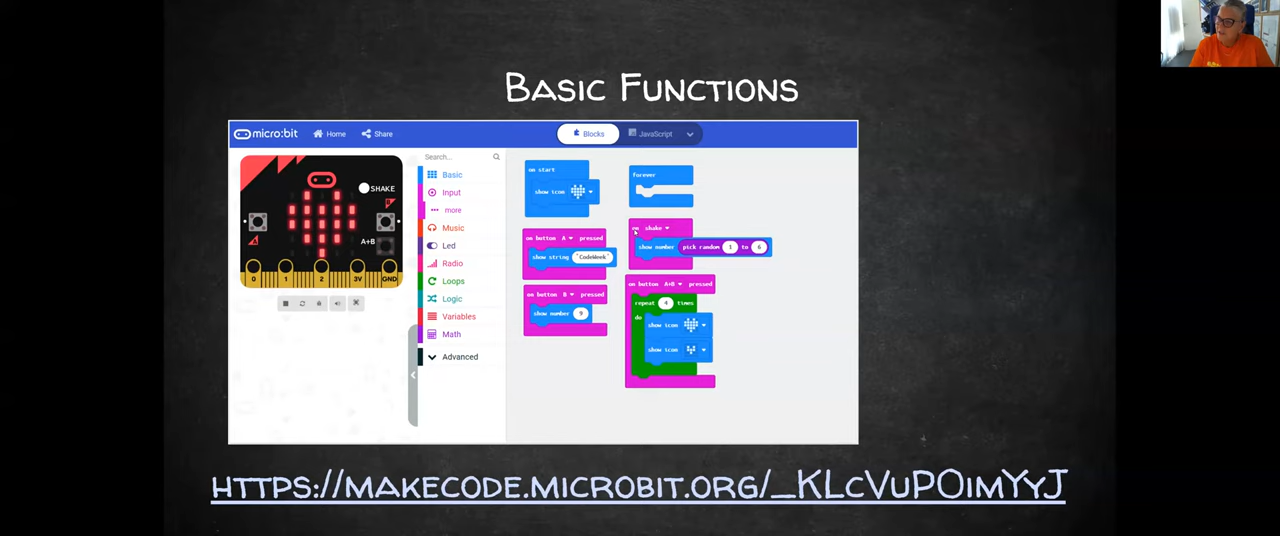 Basic Functions
micro:bit Home Share Blocks JavaScript
SHAKE
B
A
A+B
0 1 2 3V GND
Search...
Basic
Input
more
Music
Led
Radio
Loops
Logic
Variables
Math
Advanced
on start
show icon
forever
on button A pressed
show string "CodeWeek"
on button B pressed
show number 9
on shake
show number pick random 1 to 6
on button A+B pressed
repeat 4 times
do
show icon
show icon
https://makecode.microbit.org/_KLcVuPOimYyJ